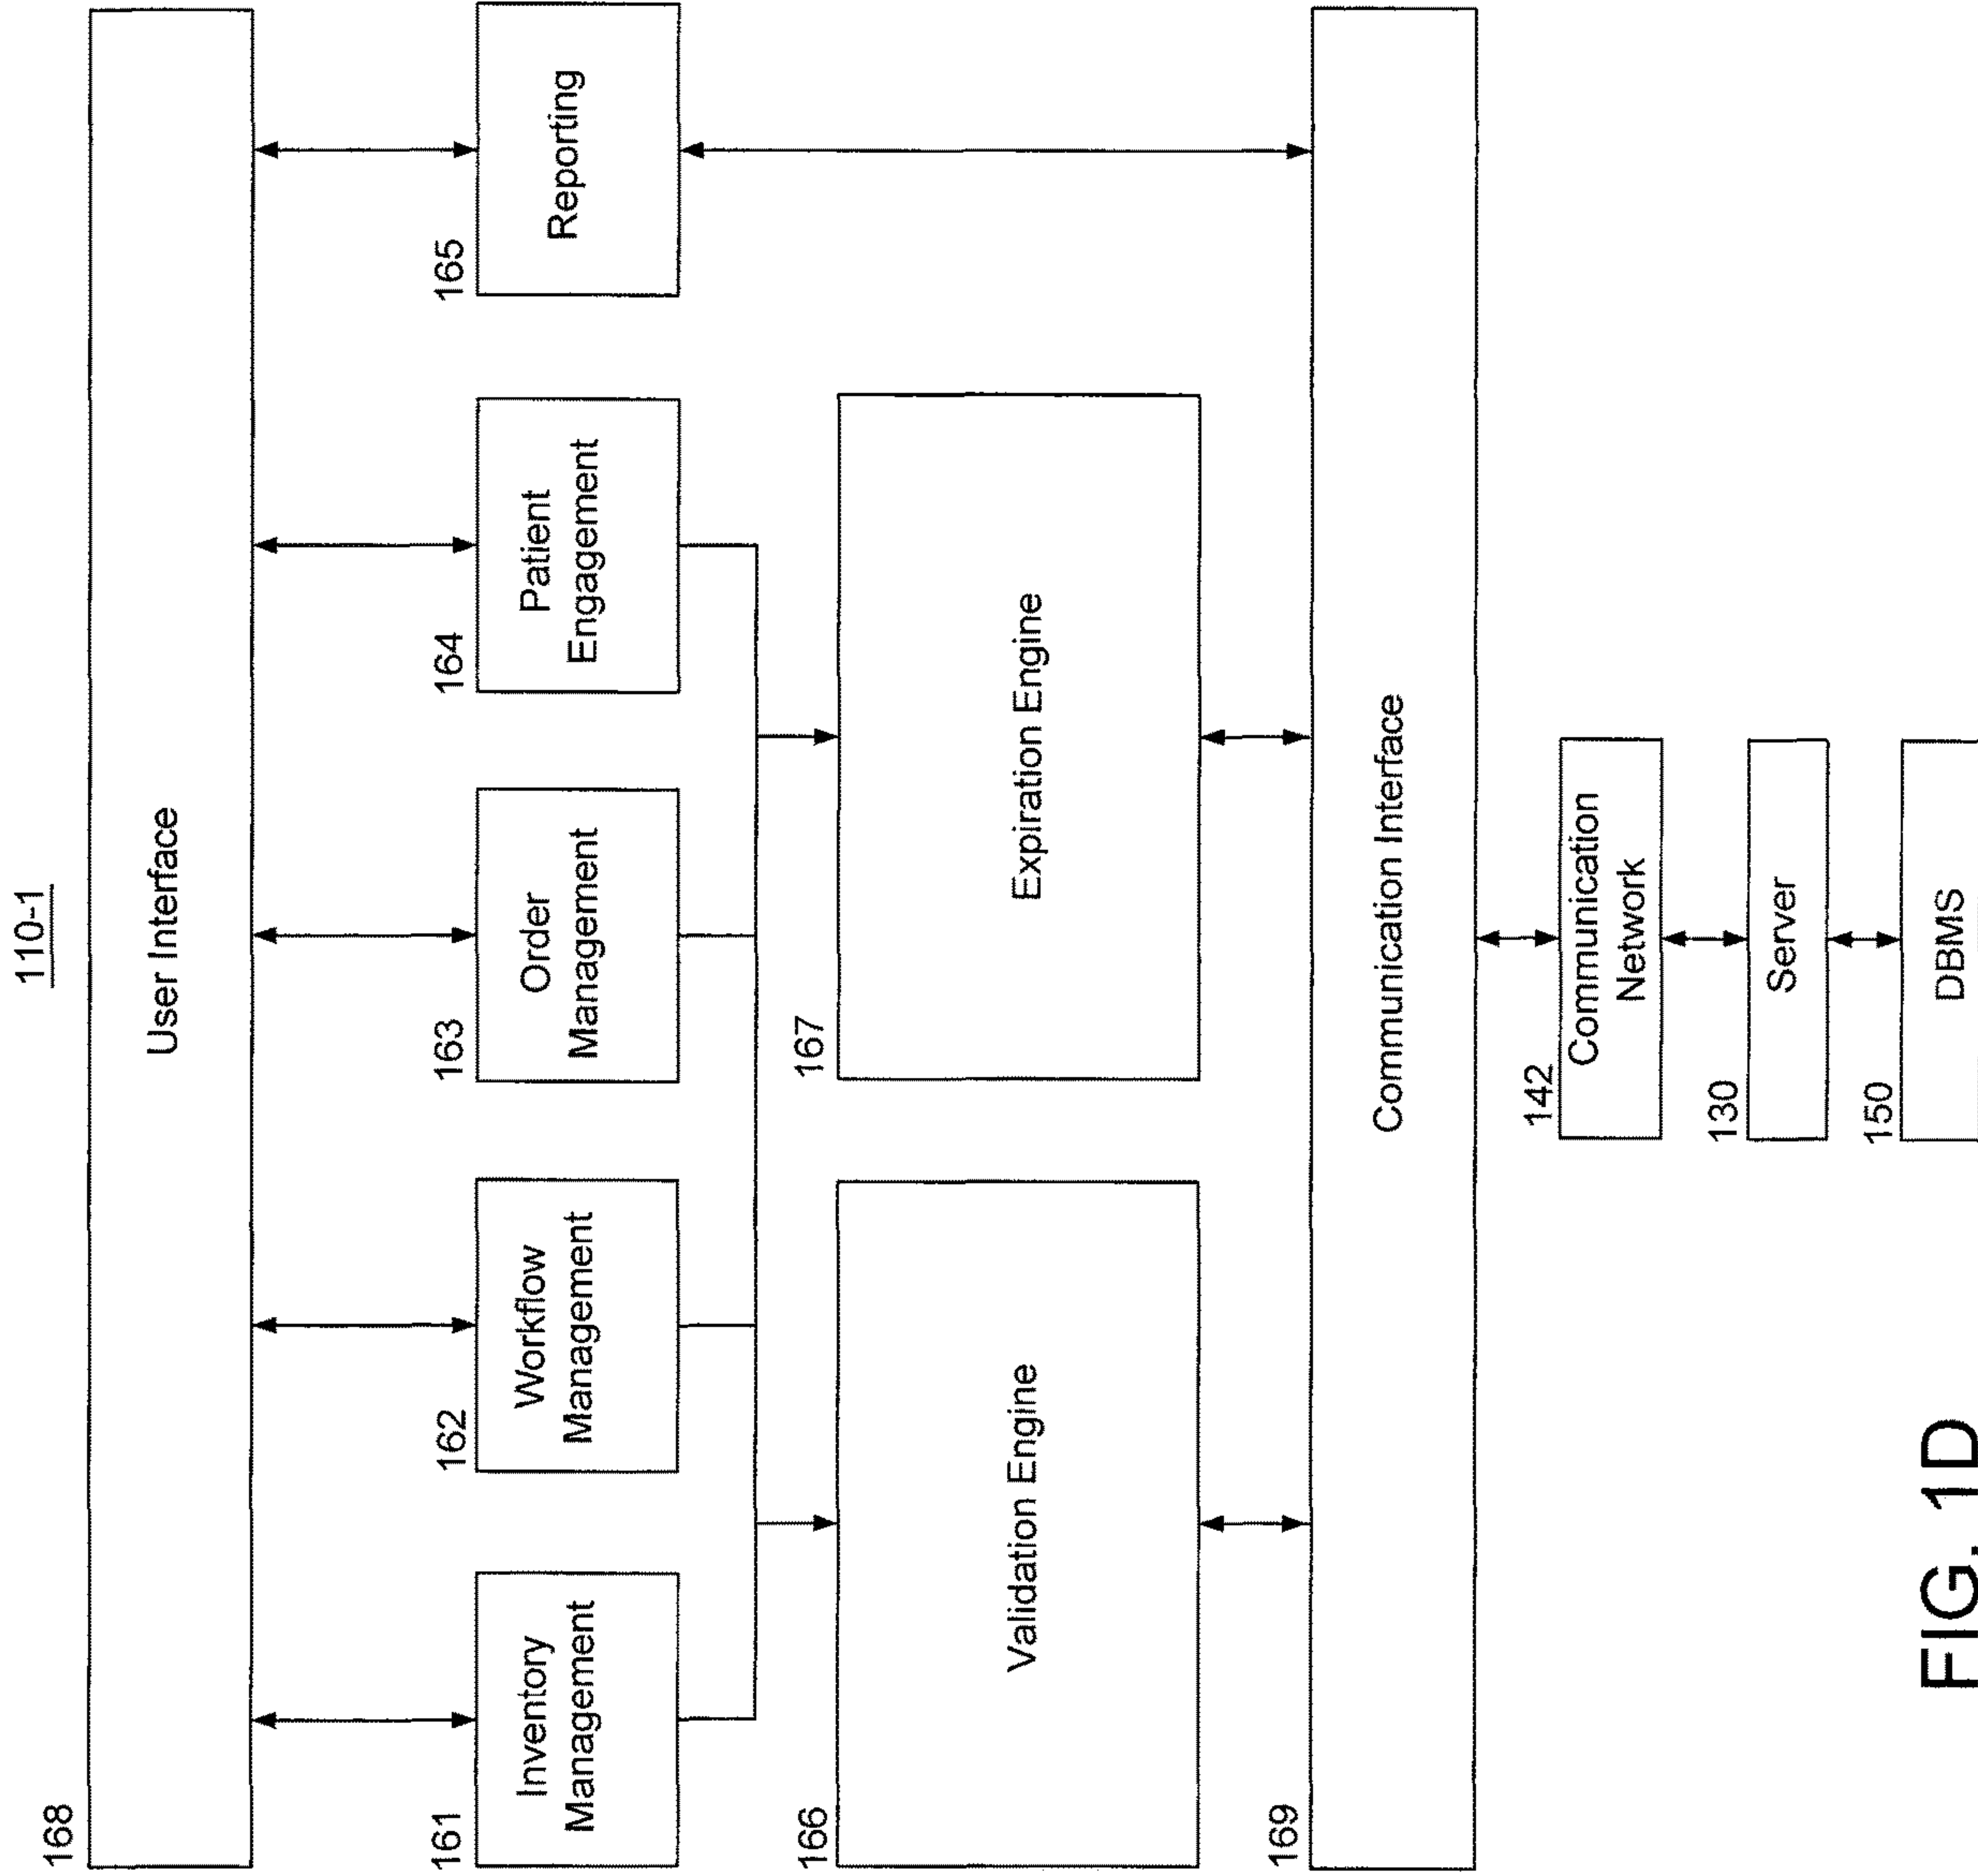 110-1
168
User Interface
161
Inventory
Management
162
Workflow
Management
163
Order
Management
164
Patient
Engagement
165
Reporting
166
Validation Engine
167
Expiration Engine
169
Communication Interface
142
Communication
Network
130
Server
150
DBMS
FIG. 1D